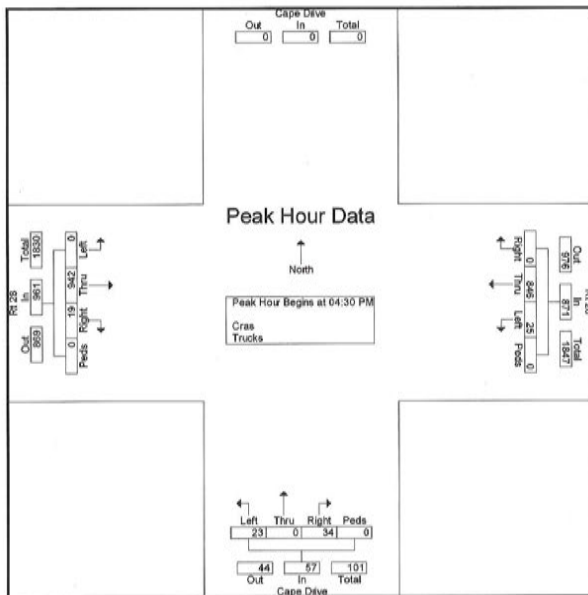 Cape Drive
Out In Total
0 0 0
Peak Hour Data
North
Peak Hour Begins at 04:30 PM
Cras
Trucks
Rt 28
Total In Out
1830 961 869
0 942 19 0
Left Thru Right Peds
Right Thru Left Peds
0 846 25 0
Out In Total
976 871 1847
Left Thru Right Peds
23 0 34 0
44 57 101
Out In Total
Cape Drive